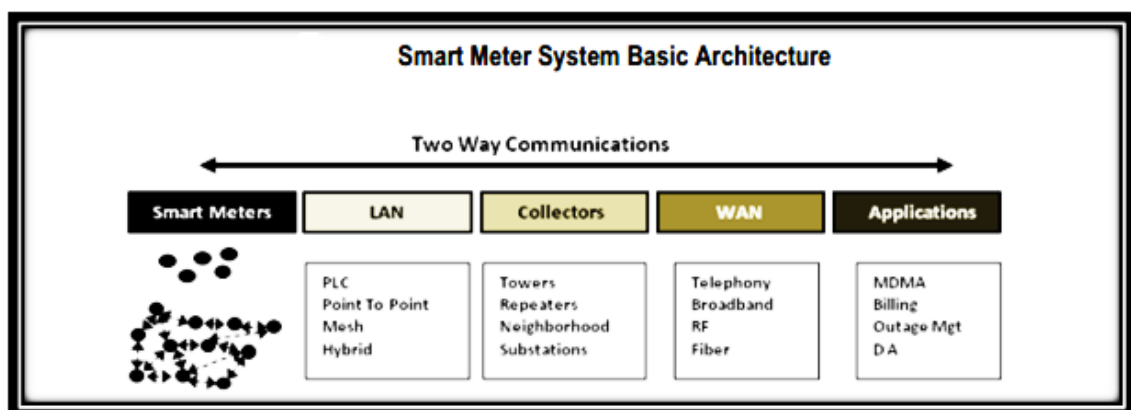 Smart Meter System Basic Architecture
Two Way Communications
Smart Meters
LAN
Collectors
WAN
Applications
PLC
Point To Point
Mesh
Hybrid
Towers
Repeaters
Neighborhood
Substations
Telephony
Broadband
RF
Fiber
MDMA
Billing
Outage Mgt
DA